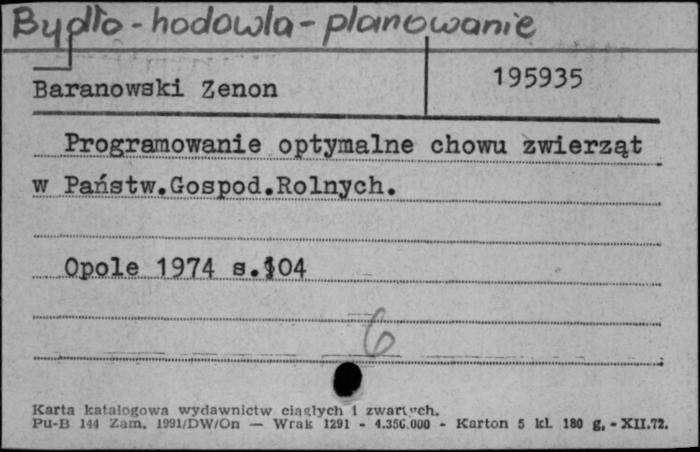 Bydło - hodowla - planowanie
Baranowski Zenon 195935
Programowanie optymalne chowu zwierząt
w Państw.Gospod.Rolnych.
Opole 1974 s.104
6
Karta katalogowa wydawnictw ciągłych i zwartych.
Pu-B 144 Zam. 1991/DW/On — Wrak 1291 - 4.350.000 - Karton 5 kl. 180 g. - XII.72.